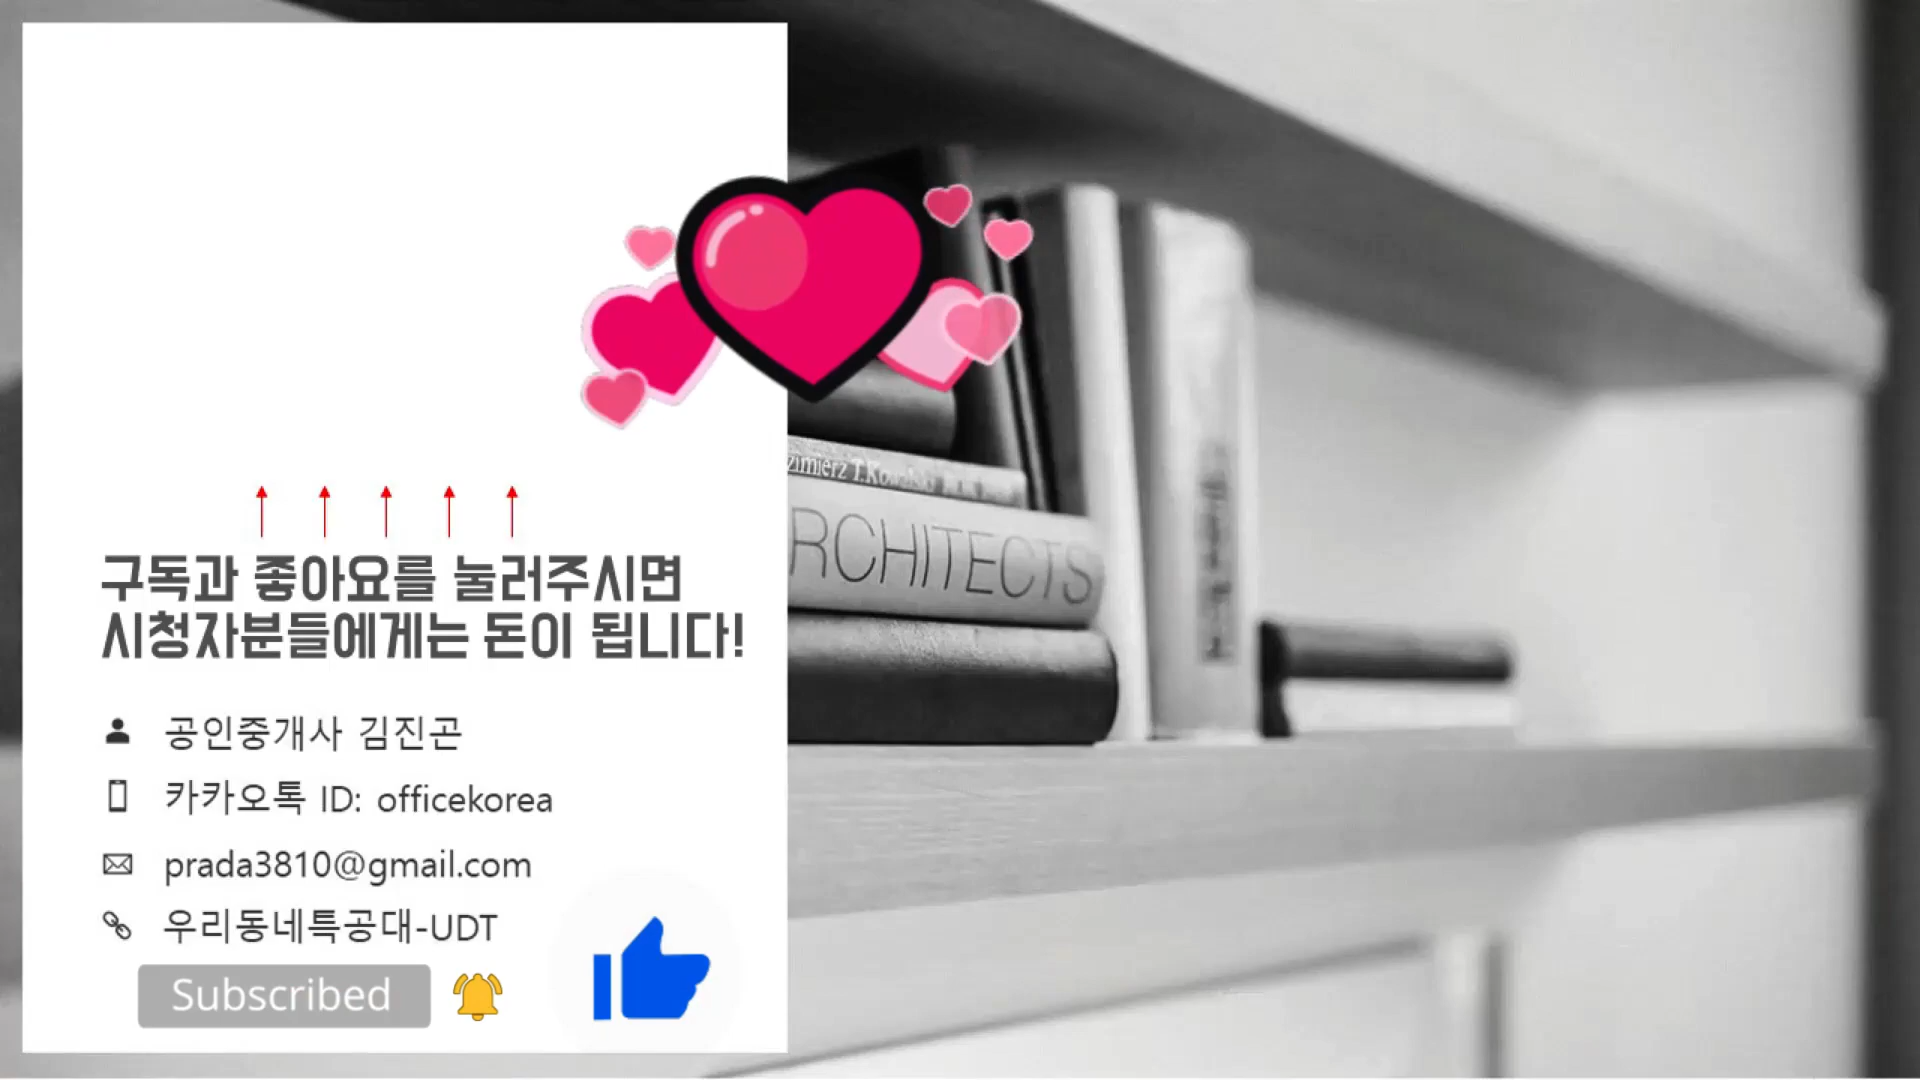 구독과 좋아요를 눌러주시면
시청자분들에게는 돈이 됩니다!
공인중개사 김진곤
카카오톡 ID: officekorea
prada3810@gmail.com
우리동네특공대-UDT
Subscribed
zimierz T.Kowalski
RCHITECTS